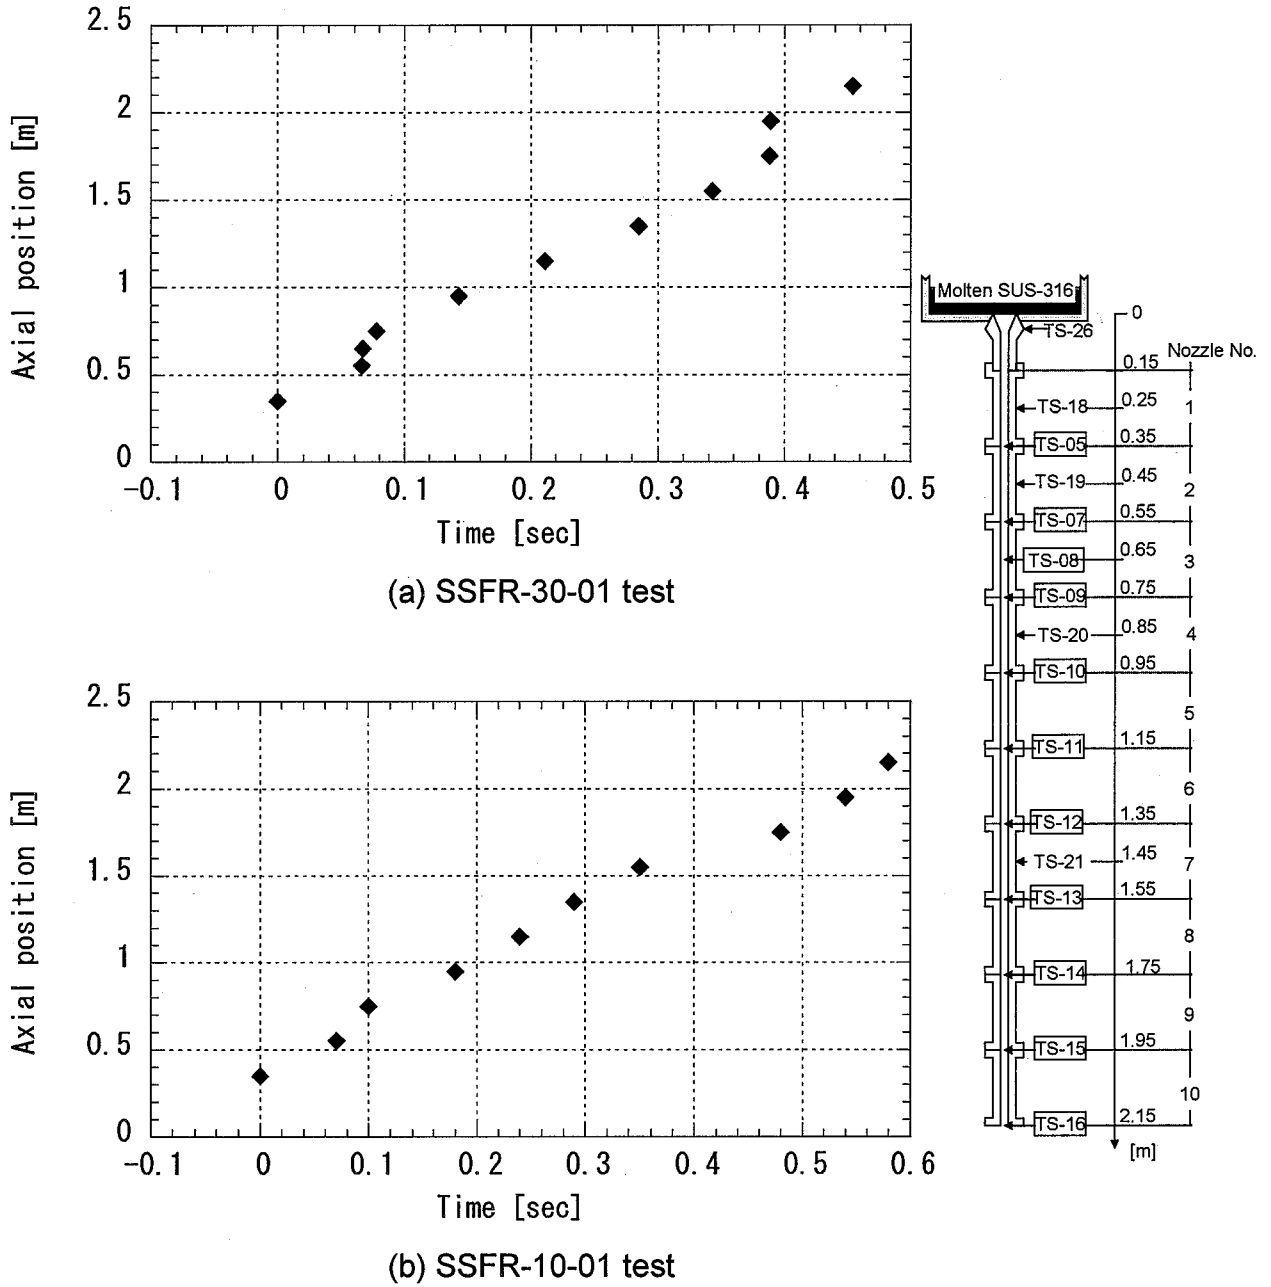 2.5
2
1.5
1
0.5
0
Axial position [m]
-0.1 0 0.1 0.2 0.3 0.4 0.5
Time [sec]
(a) SSFR-30-01 test
2.5
2
1.5
1
0.5
0
Axial position [m]
-0.1 0 0.1 0.2 0.3 0.4 0.5 0.6
Time [sec]
(b) SSFR-10-01 test
Molten SUS-316
0
TS-26
Nozzle No.
0.15
TS-18 0.25 1
TS-05 0.35
TS-19 0.45 2
TS-07 0.55
TS-08 0.65 3
TS-09 0.75
TS-20 0.85 4
TS-10 0.95
5
TS-11 1.15
6
TS-12 1.35
TS-21 1.45 7
TS-13 1.55
8
TS-14 1.75
9
TS-15 1.95
10
TS-16 2.15
[m]